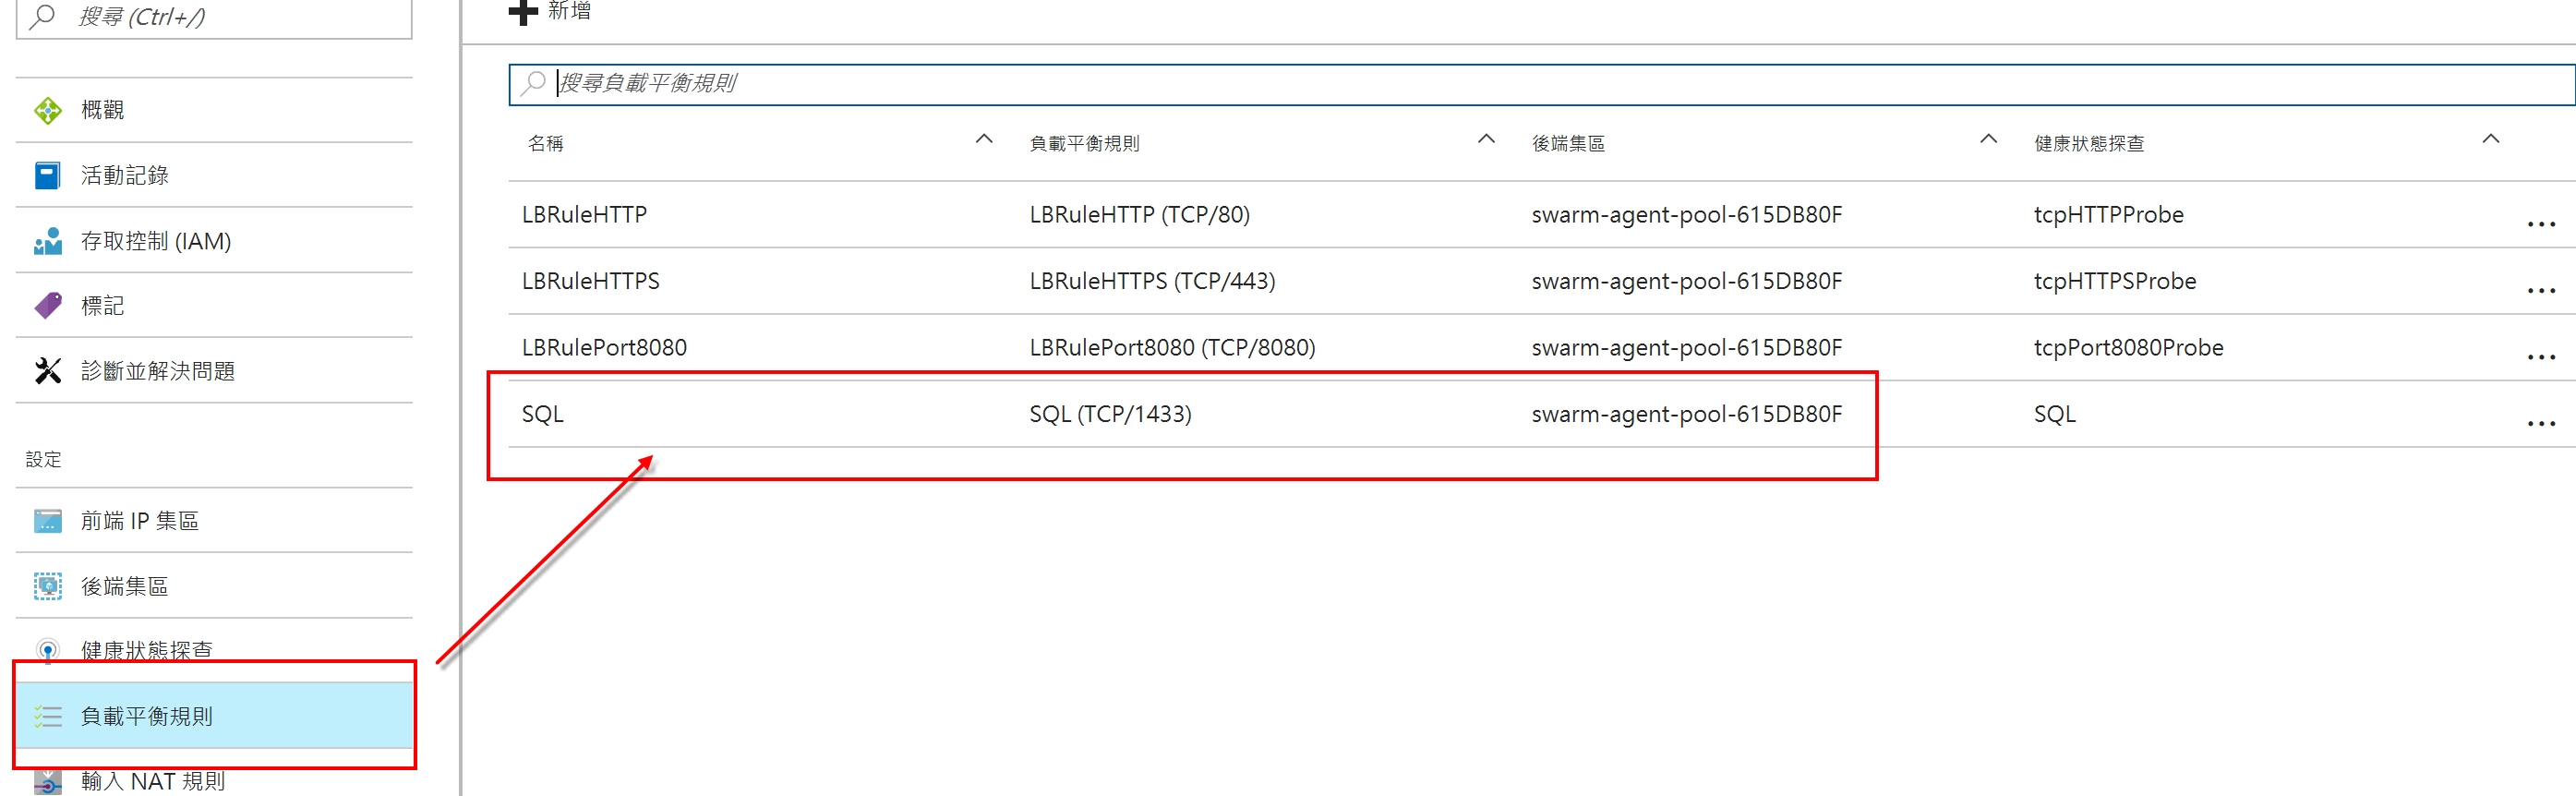 搜尋 (Ctrl+/)
概觀
活動記錄
存取控制 (IAM)
標記
診斷並解決問題
設定
前端 IP 集區
後端集區
健康狀態探查
負載平衡規則
輸入 NAT 規則
新增
搜尋負載平衡規則
名稱 負載平衡規則 後端集區 健康狀態探查
LBRuleHTTP LBRuleHTTP (TCP/80) swarm-agent-pool-615DB80F tcpHTTPProbe ...
LBRuleHTTPS LBRuleHTTPS (TCP/443) swarm-agent-pool-615DB80F tcpHTTPSProbe ...
LBRulePort8080 LBRulePort8080 (TCP/8080) swarm-agent-pool-615DB80F tcpPort8080Probe ...
SQL SQL (TCP/1433) swarm-agent-pool-615DB80F SQL ...